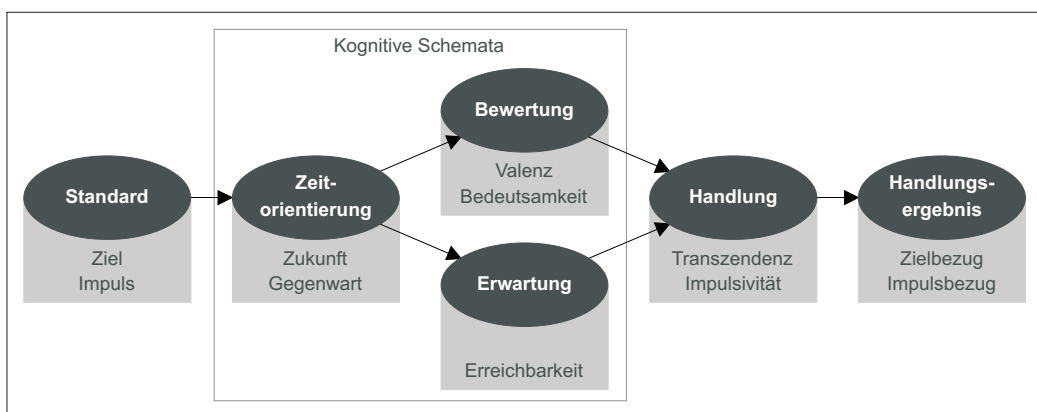 Kognitive Schemata
Standard
Ziel
Impuls
Zeit-
orientierung
Zukunft
Gegenwart
Bewertung
Valenz
Bedeutsamkeit
Erwartung
Erreichbarkeit
Handlung
Transzendenz
Impulsivität
Handlungs-
ergebnis
Zielbezug
Impulsbezug